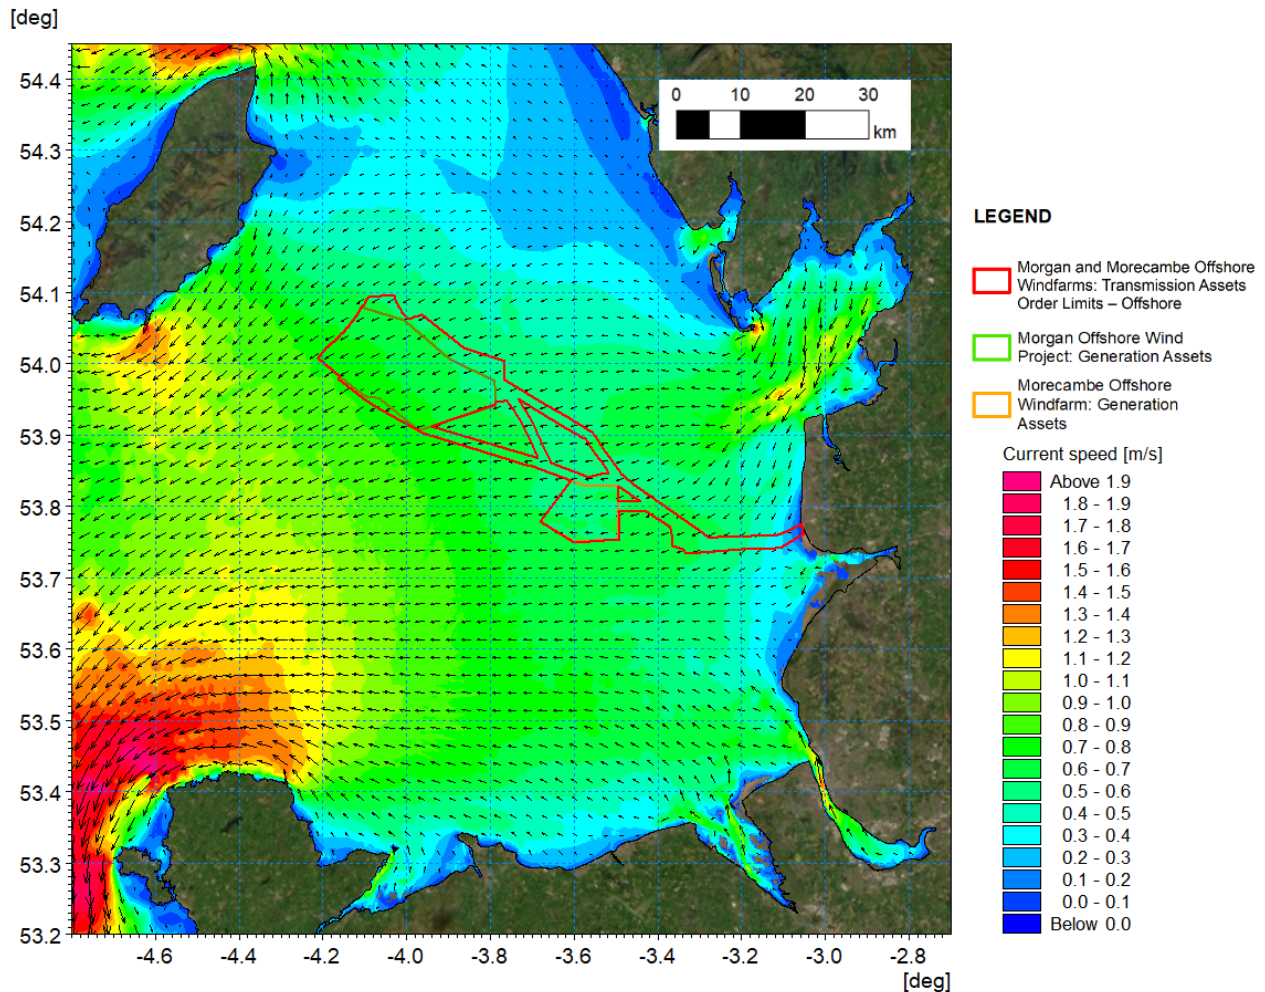 [deg]
54.4
54.3
54.2
54.1
54.0
53.9
53.8
53.7
53.6
53.5
53.4
53.3
53.2
-4.6
-4.4
-4.2
-4.0
-3.8
-3.6
-3.4
-3.2
-3.0
-2.8
[deg]
0 10 20 30
km
LEGEND
Morgan and Morecambe Offshore
Windfarms: Transmission Assets
Order Limits – Offshore
Morgan Offshore Wind
Project: Generation Assets
Morecambe Offshore
Windfarm: Generation
Assets
Current speed [m/s]
Above 1.9
1.8 - 1.9
1.7 - 1.8
1.6 - 1.7
1.5 - 1.6
1.4 - 1.5
1.3 - 1.4
1.2 - 1.3
1.1 - 1.2
1.0 - 1.1
0.9 - 1.0
0.8 - 0.9
0.7 - 0.8
0.6 - 0.7
0.5 - 0.6
0.4 - 0.5
0.3 - 0.4
0.2 - 0.3
0.1 - 0.2
0.0 - 0.1
Below 0.0